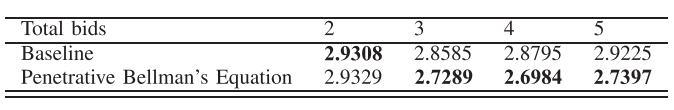 Total bids 2 3 4 5
Baseline 2.9308 2.8585 2.8795 2.9225
Penetrative Bellman's Equation 2.9329 2.7289 2.6984 2.7397